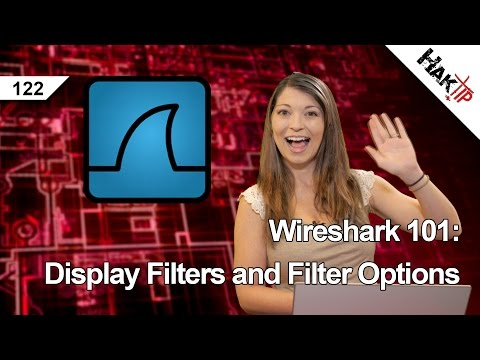 122
HAKTIP
Wireshark 101:
Display Filters and Filter Options